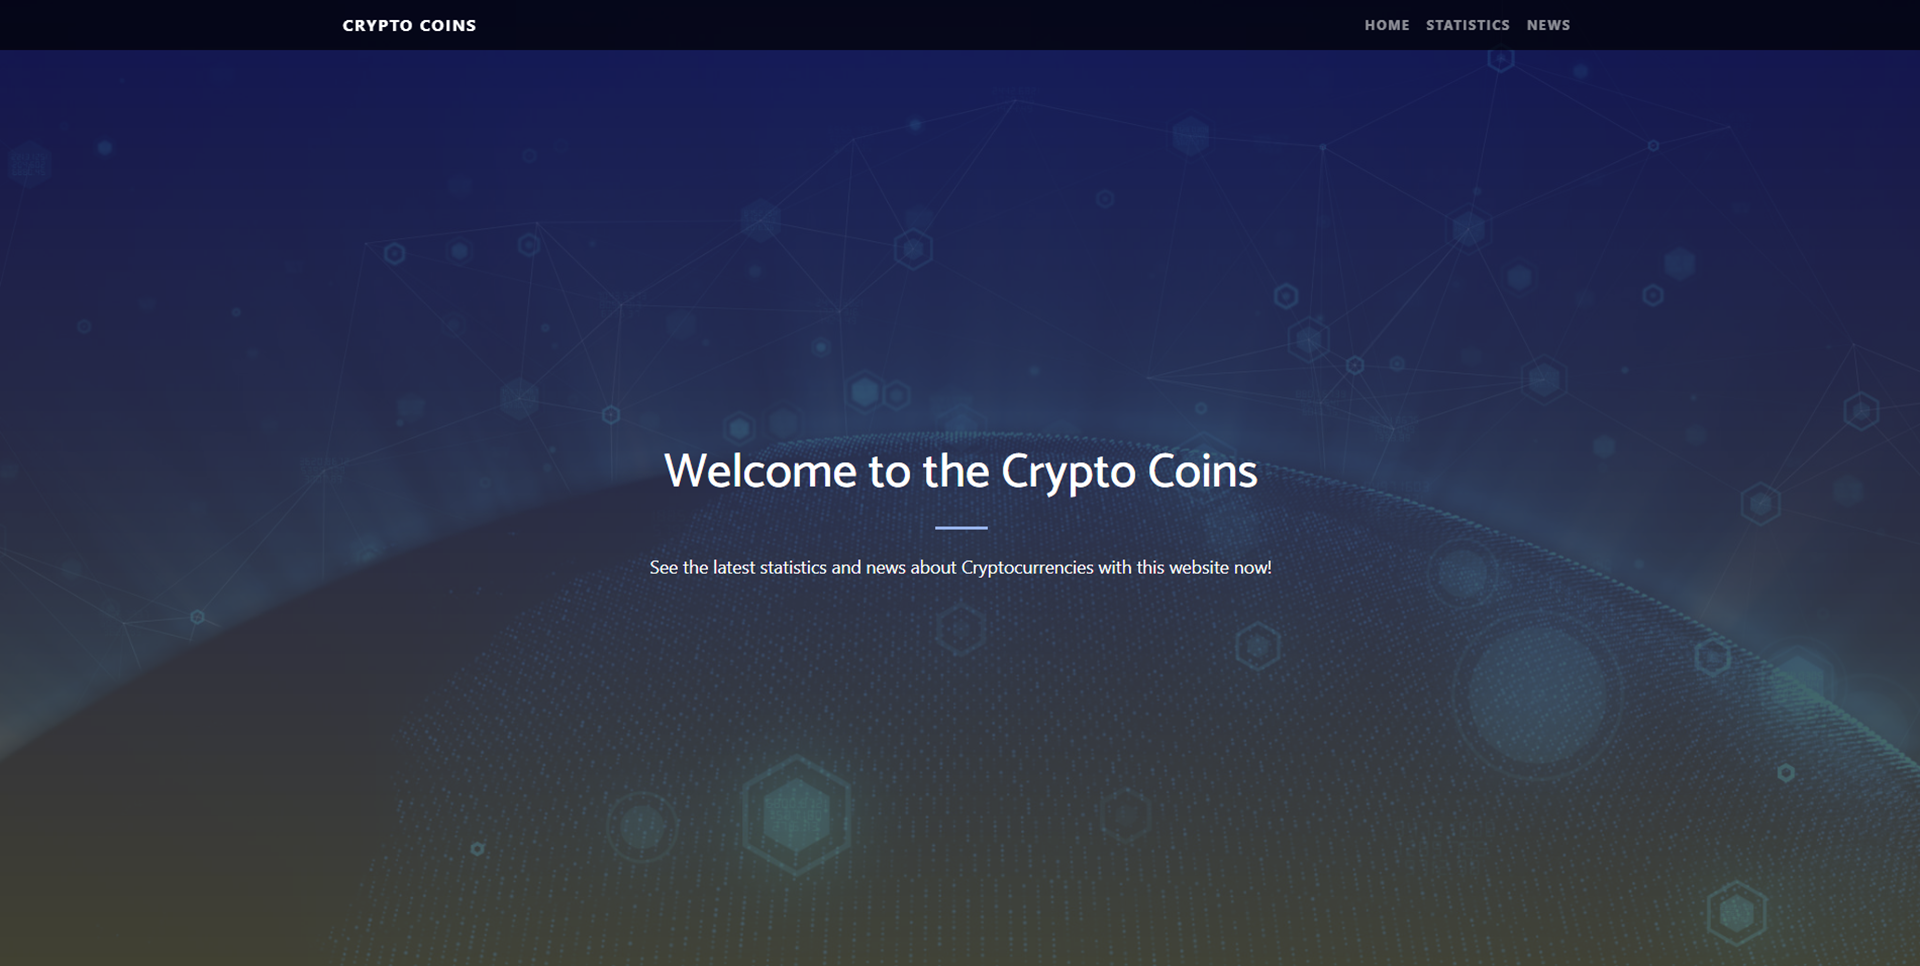 CRYPTO COINS
HOME STATISTICS NEWS
Welcome to the Crypto Coins
See the latest statistics and news about Cryptocurrencies with this website now!